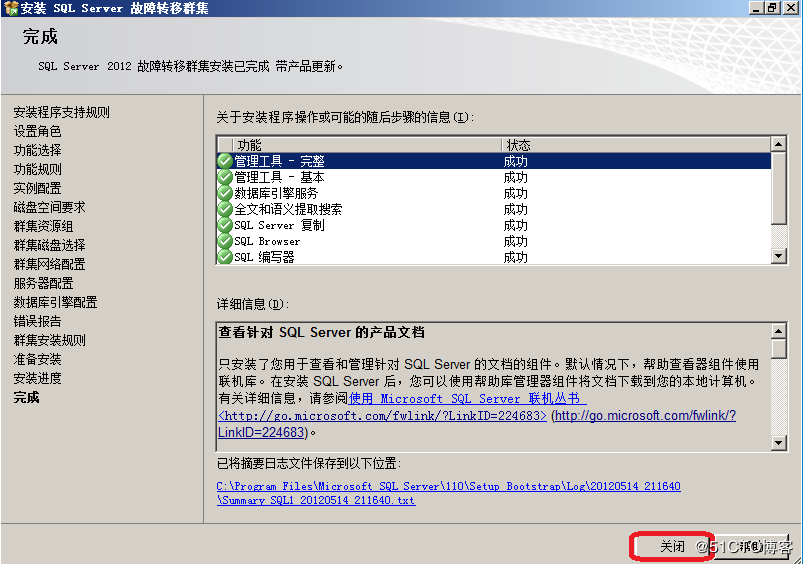 安装 SQL Server 故障转移群集
完成
SQL Server 2012 故障转移群集安装已完成 带产品更新。
安装程序支持规则
设置角色
功能选择
功能规则
实例配置
磁盘空间要求
群集资源组
群集磁盘选择
群集网络配置
服务器配置
数据库引擎配置
错误报告
群集安装规则
准备安装
安装进度
完成
关于安装程序操作或可能的随后步骤的信息(I):
功能 状态
管理工具 - 完整 成功
管理工具 - 基本 成功
数据库引擎服务 成功
全文和语义提取搜索 成功
SQL Server 复制 成功
SQL Browser 成功
SQL 编写器 成功
详细信息(D):
查看针对 SQL Server 的产品文档
只安装了您用于查看和管理针对 SQL Server 的文档的组件。默认情况下，帮助查看器组件使用
联机库。在安装 SQL Server 后，您可以使用帮助库管理器组件将文档下载到您的本地计算机。
有关详细信息，请参阅使用 Microsoft SQL Server 联机丛书
<http://go.microsoft.com/fwlink/?LinkID=224683> (http://go.microsoft.com/fwlink/?
LinkID=224683)。
已将摘要日志文件保存到以下位置:
C:\Program Files\Microsoft SQL Server\110\Setup Bootstrap\Log\20120514_211640
\Summary_SQL1_20120514_211640.txt
关闭
帮助
@51CTO博客